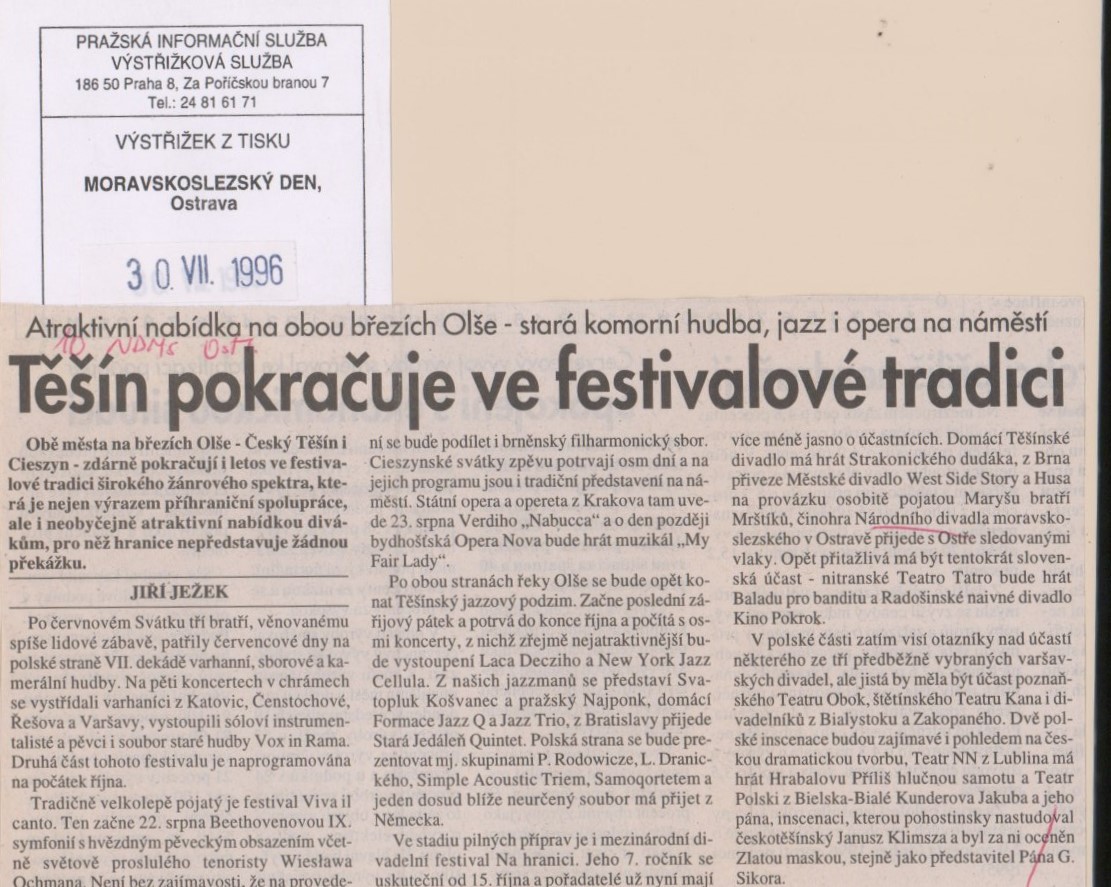 PRAŽSKÁ INFORMAČNÍ SLUŽBA
VÝSTŘIŽKOVÁ SLUŽBA
186 50 Praha 8, Za Poříčskou branou 7
Tel.: 24 81 61 71
VÝSTŘIŽEK Z TISKU
MORAVSKOSLEZSKÝ DEN,
Ostrava
30. VII. 1996
Atraktivní nabídka na obou březích Olše - stará komorní hudba, jazz i opera na náměstí
10 NDMS Ost.
Těšín pokračuje ve festivalové tradici
Obě města na březích Olše - Český Těšín i
Cieszyn - zdárně pokračují i letos ve festiva-
lové tradici širokého žánrového spektra, kte-
rá je nejen výrazem příhraniční spolupráce,
ale i neobyčejně atraktivní nabídkou divá-
kům, pro něž hranice nepředstavuje žádnou
překážku.
JIŘÍ JEŽEK
Po červnovém Svátku tří bratří, věnovanému
spíše lidové zábavě, patřily červencové dny na
polské straně VII. dekádě varhanní, sborové a ka-
merální hudby. Na pěti koncertech v chrámech
se vystřídali varhaníci z Katovic, Čenstochové,
Řešova a Varšavy, vystoupili sóloví instrumen-
talisté a pěvci i soubor staré hudby Vox in Rama.
Druhá část tohoto festivalu je naprogramována
na počátek října.
Tradičně velkolepě pojatý je festival Viva il
canto. Ten začne 22. srpna Beethovenovou IX.
symfonií s hvězdným pěveckým obsazením včet-
ně světově proslulého tenoristy Wiesława
Ochmana. Není bez zajímavosti, že na provede-
ní se bude podílet i brněnský filharmonický sbor.
Cieszynské svátky zpěvu potrvají osm dní a na
jejich programu jsou i tradiční představení na ná-
městí. Státní opera a opereta z Krakova tam uve-
de 23. srpna Verdiho „Nabucca“ a o den později
bydhošťská Opera Nova bude hrát muzikál „My
Fair Lady“.
Po obou stranách řeky Olše se bude opět ko-
nat Těšínský jazzový podzim. Začne poslední zá-
řijový pátek a potrvá do konce října a počítá s os-
mi koncerty, z nichž zřejmě nejatraktivnější bu-
de vystoupení Laca Decziho a New York Jazz
Cellula. Z našich jazzmanů se představí Sva-
topluk Košvanec a pražský Najponk, domácí
Formace Jazz Q a Jazz Trio, z Bratislavy přijede
Stará Jedáleň Quintet. Polská strana se bude pre-
zentovat mj. skupinami P. Rodowicze, L. Dranic-
kého, Simple Acoustic Triem, Samoqortetem a
jeden dosud blíže neurčený soubor má přijet z
Německa.
Ve stadiu pilných příprav je i mezinárodní di-
vadelní festival Na hranici. Jeho 7. ročník se
uskuteční od 15. října a pořadatelé už nyní mají
více méně jasno o účastnících. Domácí Těšínské
divadlo má hrát Strakonického dudáka, z Brna
přiveze Městské divadlo West Side Story a Husa
na provázku osobitě pojatou Maryšu bratří
Mrštíků, činohra Národního divadla moravsko-
slezského v Ostravě přijede s Ostře sledovanými
vlaky. Opět přitažlivá má být tentokrát sloven-
ská účast - nitranské Teatro Tatro bude hrát
Baladu pro banditu a Radošinské naivné divadlo
Kino Pokrok.
V polské části zatím visí otazníky nad účastí
některého ze tří předběžně vybraných varšav-
ských divadel, ale jistá by měla být účast poznaň-
ského Teatru Obok, štětínského Teatru Kana i di-
vadelníků z Bialystoku a Zakopaného. Dvě pol-
ské inscenace budou zajímavé i pohledem na čes-
kou dramatickou tvorbu, Teatr NN z Lublina má
hrát Hrabalovu Příliš hlučnou samotu a Teatr
Polski z Bielska-Bialé Kunderova Jakuba a jeho
pána, inscenaci, kterou pohostinsky nastudoval
českotěšínský Janusz Klimsza a byl za ni oceněn
Zlatou maskou, stejně jako představitel Pána G.
Sikora.